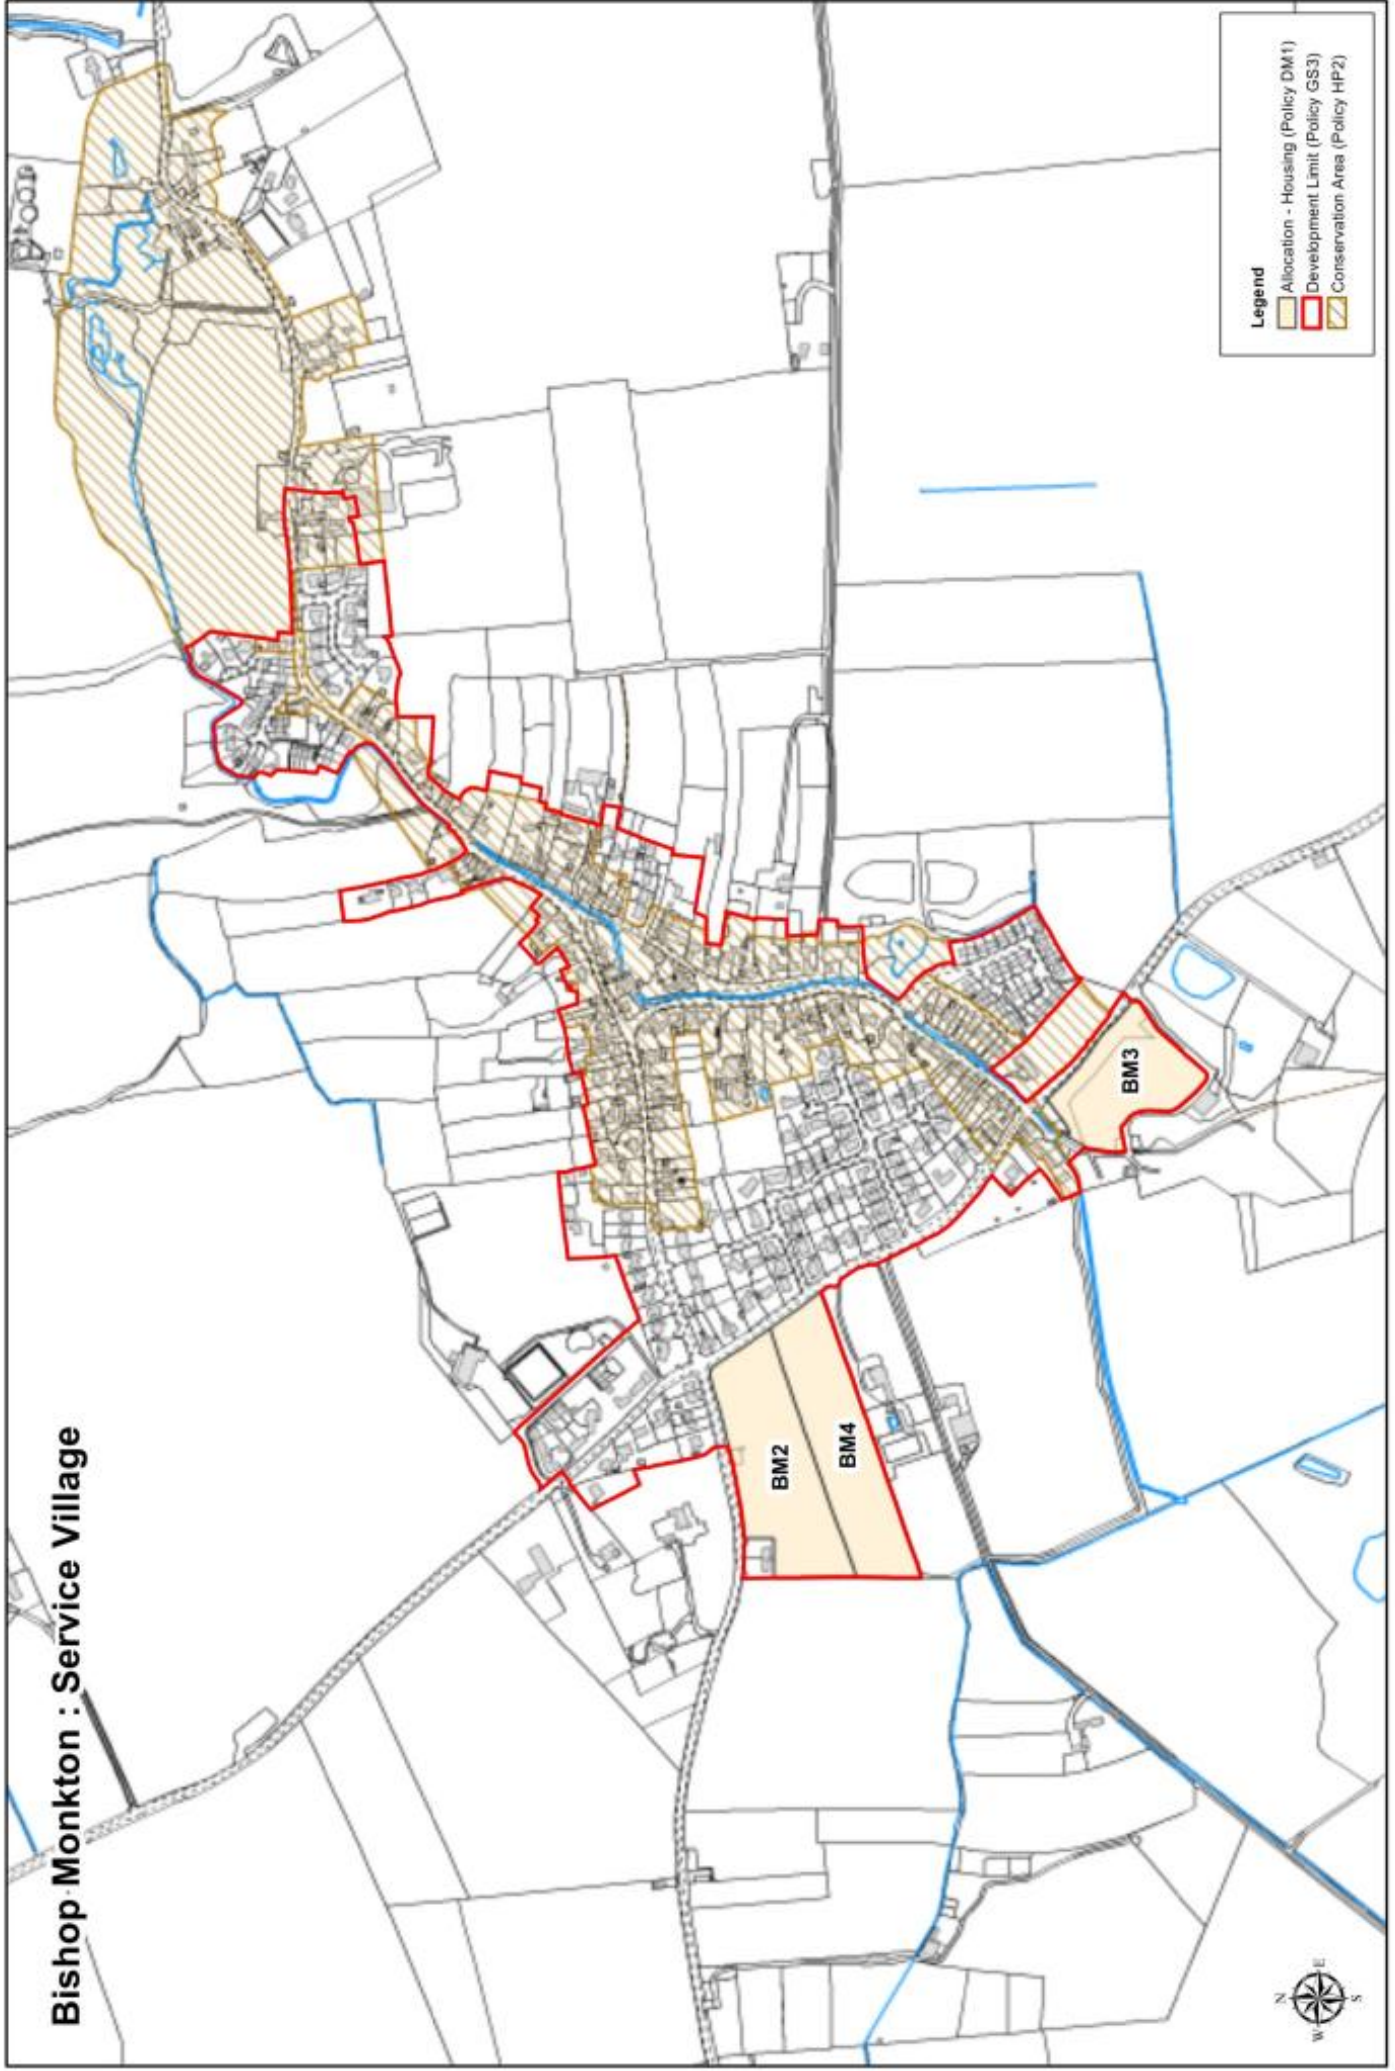 Bishop Monkton : Service Village
BM2
BM4
BM3
Legend
Allocation - Housing (Policy DM1)
Development Limit (Policy GS3)
Conservation Area (Policy HP2)
N
W
E
S